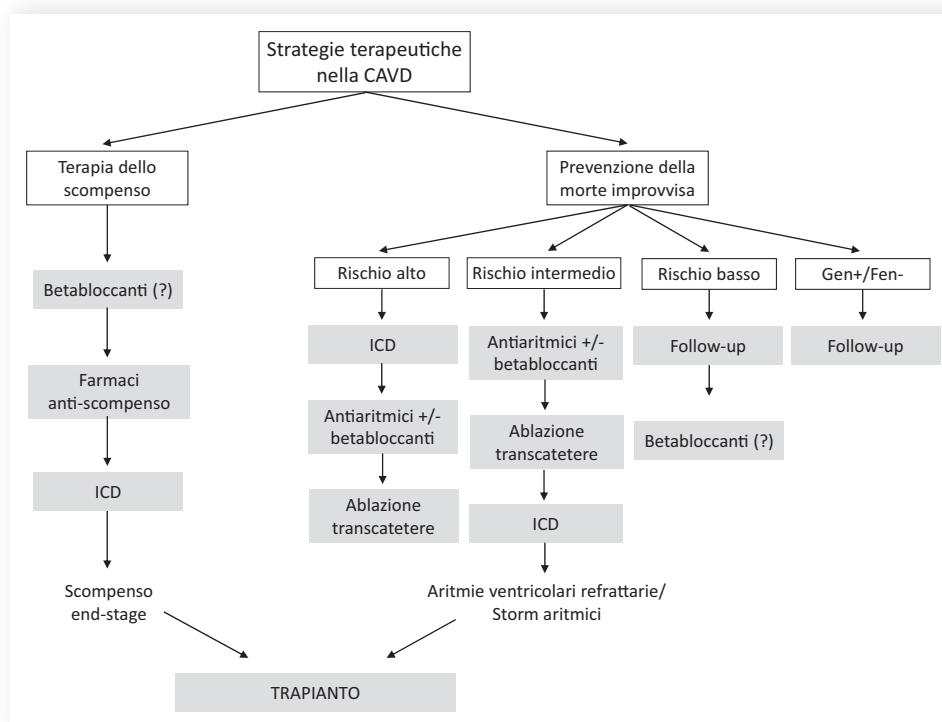 Strategie terapeutiche
nella CAVD
Terapia dello
scompenso
Prevenzione della
morte improvvisa
Rischio alto
Rischio intermedio
Rischio basso
Gen+/Fen-
Betabloccanti (?)
ICD
Antiaritmici +/-
betabloccanti
Follow-up
Follow-up
Farmaci
anti-scompenso
Antiaritmici +/-
betabloccanti
Ablazione
transcatetere
Betabloccanti (?)
ICD
Ablazione
transcatetere
ICD
Scompenso
end-stage
Aritmie ventricolari refrattarie/
Storm aritmici
TRAPIANTO